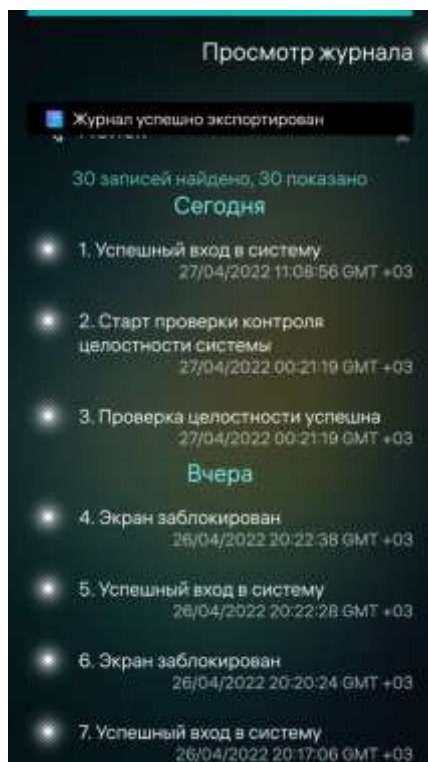 Просмотр журнала
Журнал успешно экспортирован
30 записей найдено, 30 показано
Сегодня
1. Успешный вход в систему
27/04/2022 11:08:56 GMT +03
2. Старт проверки контроля
целостности системы
27/04/2022 00:21:19 GMT +03
3. Проверка целостности успешна
27/04/2022 00:21:19 GMT +03
Вчера
4. Экран заблокирован
26/04/2022 20:22:38 GMT +03
5. Успешный вход в систему
26/04/2022 20:22:28 GMT +03
6. Экран заблокирован
26/04/2022 20:20:24 GMT +03
7. Успешный вход в систему
26/04/2022 20:17:06 GMT +03